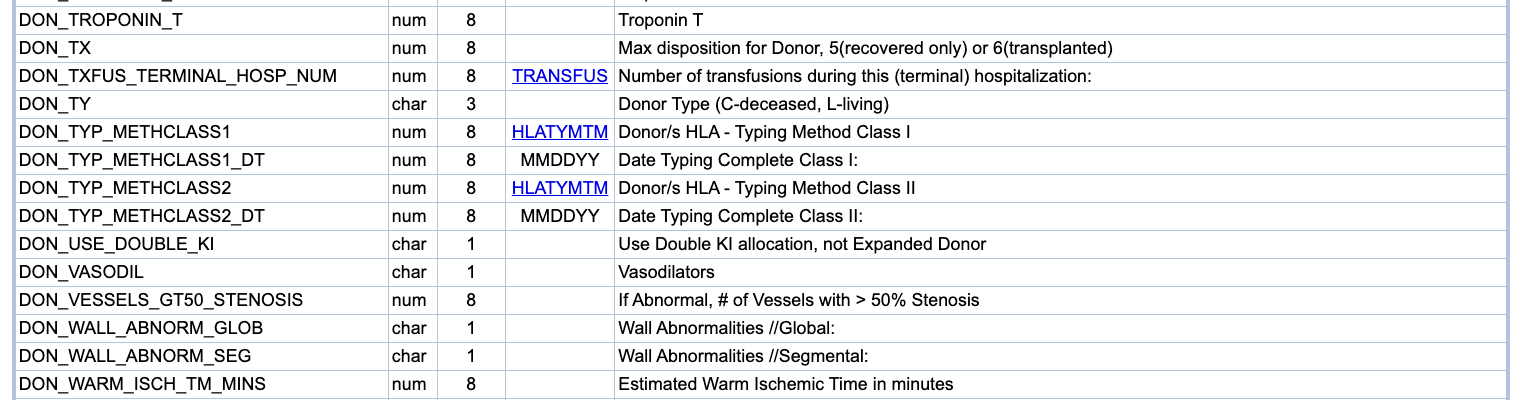 DON_TROPONIN_T num 8 Troponin T
DON_TX num 8 Max disposition for Donor, 5(recovered only) or 6(transplanted)
DON_TXFUS_TERMINAL_HOSP_NUM num 8 TRANSFUS Number of transfusions during this (terminal) hospitalization:
DON_TY char 3 Donor Type (C-deceased, L-living)
DON_TYP_METHCLASS1 num 8 HLATYMTM Donor/s HLA - Typing Method Class I
DON_TYP_METHCLASS1_DT num 8 MMDDYY Date Typing Complete Class I:
DON_TYP_METHCLASS2 num 8 HLATYMTM Donor/s HLA - Typing Method Class II
DON_TYP_METHCLASS2_DT num 8 MMDDYY Date Typing Complete Class II:
DON_USE_DOUBLE_KI char 1 Use Double KI allocation, not Expanded Donor
DON_VASODIL char 1 Vasodilators
DON_VESSELS_GT50_STENOSIS num 8 If Abnormal, # of Vessels with > 50% Stenosis
DON_WALL_ABNORM_GLOB char 1 Wall Abnormalities //Global:
DON_WALL_ABNORM_SEG char 1 Wall Abnormalities //Segmental:
DON_WARM_ISCH_TM_MINS num 8 Estimated Warm Ischemic Time in minutes